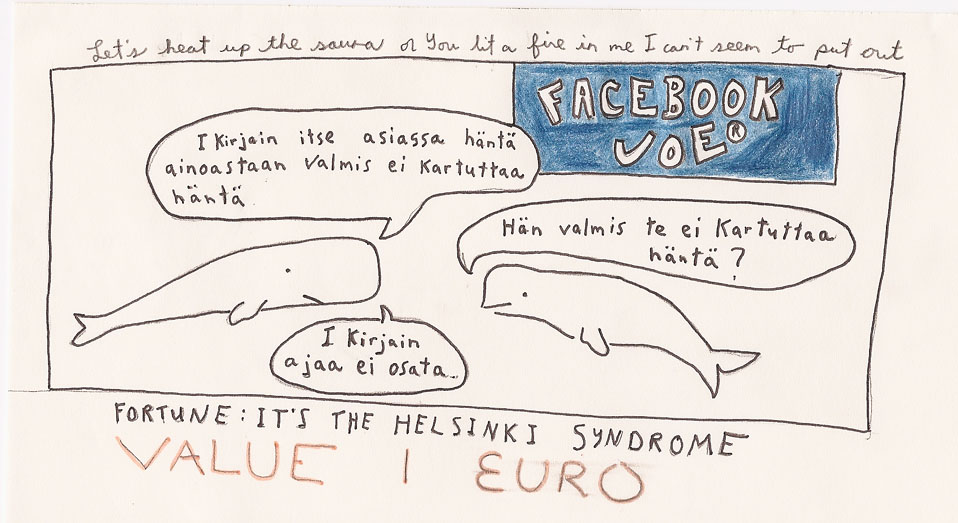 Let's heat up the sauna or You lit a fire in me I can't seem to put out
FACEBOOK
VOE®
I Kirjain itse asiassa häntä
ainoastaan valmis ei Kartuttaa
häntä.
Hän valmis te ei Kartuttaa
häntä?
I Kirjain
ajaa ei osata.
FORTUNE: IT'S THE HELSINKI SYNDROME
VALUE 1 EURO